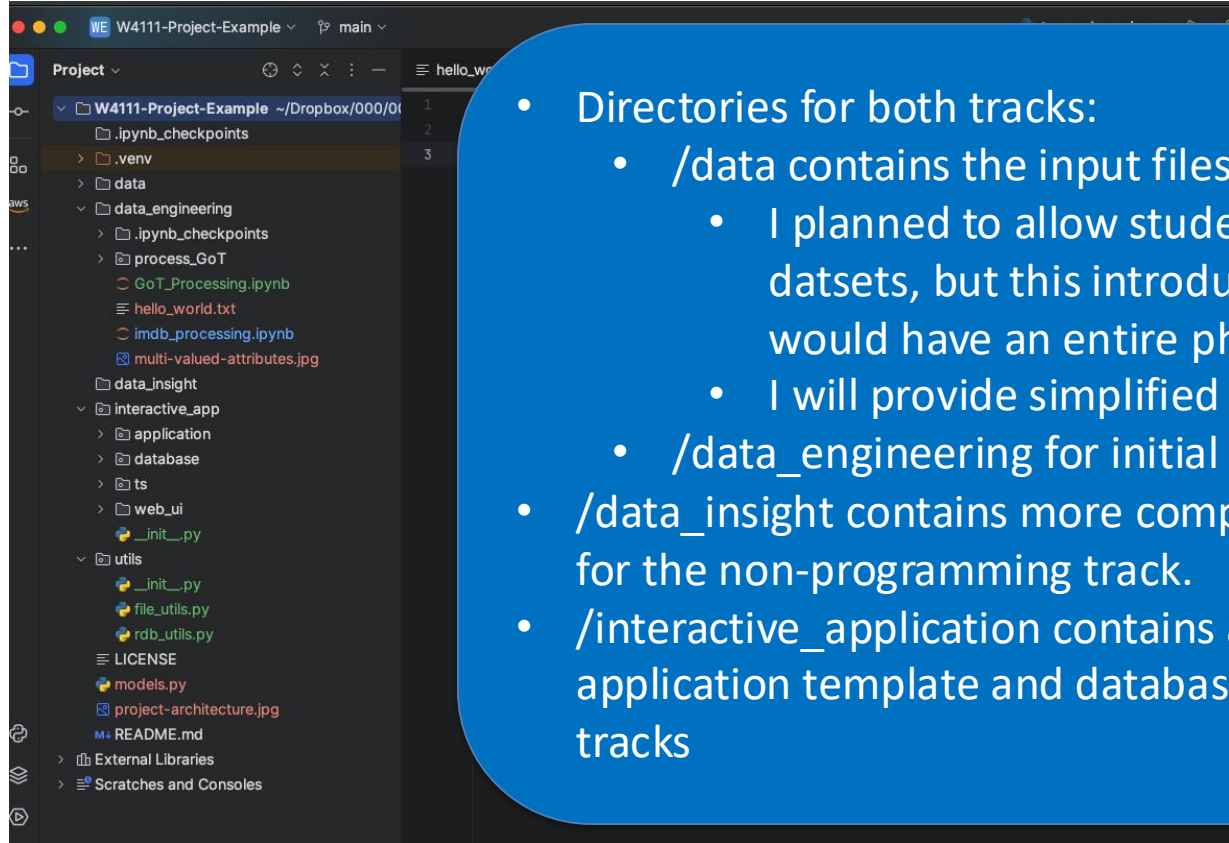 WE W4111-Project-Example main
Project
W4111-Project-Example ~/Dropbox/000/00
.ipynb_checkpoints
.venv
data
data_engineering
.ipynb_checkpoints
process_GoT
GoT_Processing.ipynb
hello_world.txt
imdb_processing.ipynb
multi-valued-attributes.jpg
data_insight
interactive_app
application
database
ts
web_ui
__init__.py
utils
__init__.py
file_utils.py
rdb_utils.py
LICENSE
models.py
project-architecture.jpg
M↓ README.md
External Libraries
Scratches and Consoles
aws
hello_wo
1
2
3
• Directories for both tracks:
• /data contains the input files
• I planned to allow stude
datsets, but this introdu
would have an entire ph
• I will provide simplified
• /data_engineering for initial
• /data_insight contains more comp
for the non-programming track.
• /interactive_application contains
application template and databas
tracks